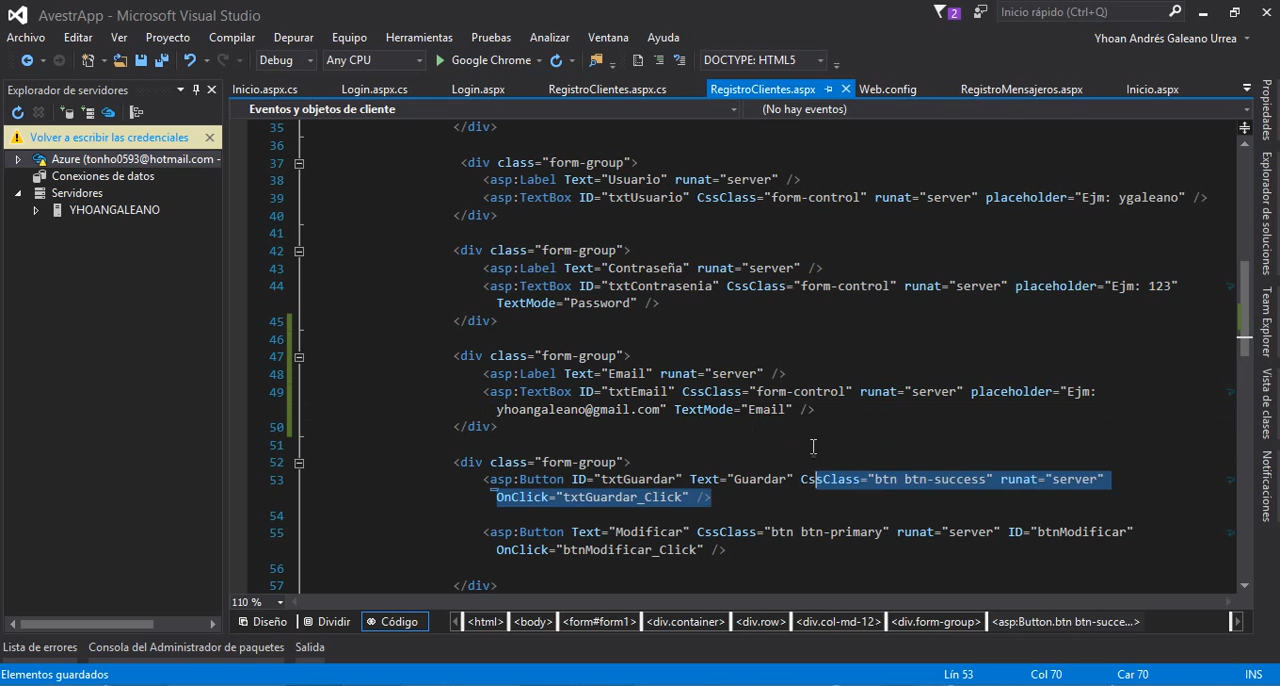 AvestrApp - Microsoft Visual Studio
2
Inicio rápido (Ctrl+Q)
Archivo Editar Ver Proyecto Compilar Depurar Equipo Herramientas Pruebas Analizar Ventana Ayuda
Yhoan Andrés Galeano Urrea
Debug Any CPU Google Chrome DOCTYPE: HTML5
Explorador de servidores
Volver a escribir las credenciales
Azure (tonho0593@hotmail.com -
Conexiones de datos
Servidores
YHOANGALEANO
Inicio.aspx.cs Login.aspx.cs Login.aspx RegistroClientes.aspx.cs RegistroClientes.aspx Web.config RegistroMensajeros.aspx Inicio.aspx
Eventos y objetos de cliente (No hay eventos)
35 </div>
36
37 <div class="form-group">
38 <asp:Label Text="Usuario" runat="server" />
39 <asp:TextBox ID="txtUsuario" CssClass="form-control" runat="server" placeholder="Ejm: ygaleano" />
40 </div>
41
42 <div class="form-group">
43 <asp:Label Text="Contraseña" runat="server" />
44 <asp:TextBox ID="txtContrasenia" CssClass="form-control" runat="server" placeholder="Ejm: 123"
TextMode="Password" />
45 </div>
46
47 <div class="form-group">
48 <asp:Label Text="Email" runat="server" />
49 <asp:TextBox ID="txtEmail" CssClass="form-control" runat="server" placeholder="Ejm:
yhoangaleano@gmail.com" TextMode="Email" />
50 </div>
51
52 <div class="form-group">
53 <asp:Button ID="txtGuardar" Text="Guardar" CssClass="btn btn-success" runat="server"
OnClick="txtGuardar_Click" />
54
55 <asp:Button Text="Modificar" CssClass="btn btn-primary" runat="server" ID="btnModificar"
OnClick="btnModificar_Click" />
56
57 </div>
110 %
Diseño Dividir Código <html> <body> <form#form1> <div.container> <div.row> <div.col-md-12> <div.form-group> <asp:Button.btn btn-succe...>
Propiedades
Explorador de soluciones
Team Explorer
Vista de clases
Notificaciones
Lista de errores Consola del Administrador de paquetes Salida
Elementos guardados Lín 53 Col 70 Car 70 INS